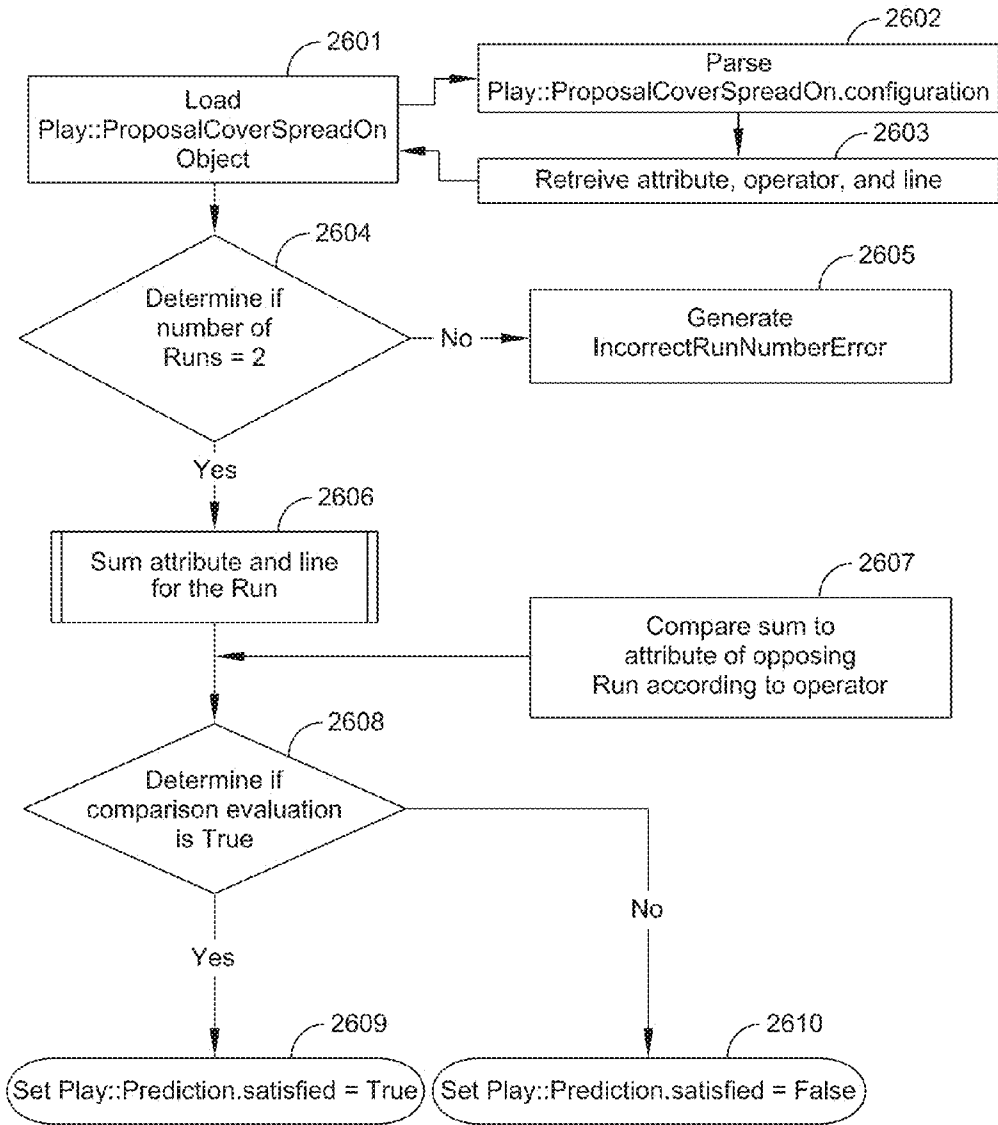 2601
Load
Play::ProposalCoverSpreadOn
Object
2602
Parse
Play::ProposalCoverSpreadOn.configuration
2603
Retreive attribute, operator, and line
2604
Determine if
number of
Runs = 2
No
2605
Generate
IncorrectRunNumberError
Yes
2606
Sum attribute and line
for the Run
2607
Compare sum to
attribute of opposing
Run according to operator
2608
Determine if
comparison evaluation
is True
No
Yes
2609
Set Play::Prediction.satisfied = True
2610
Set Play::Prediction.satisfied = False